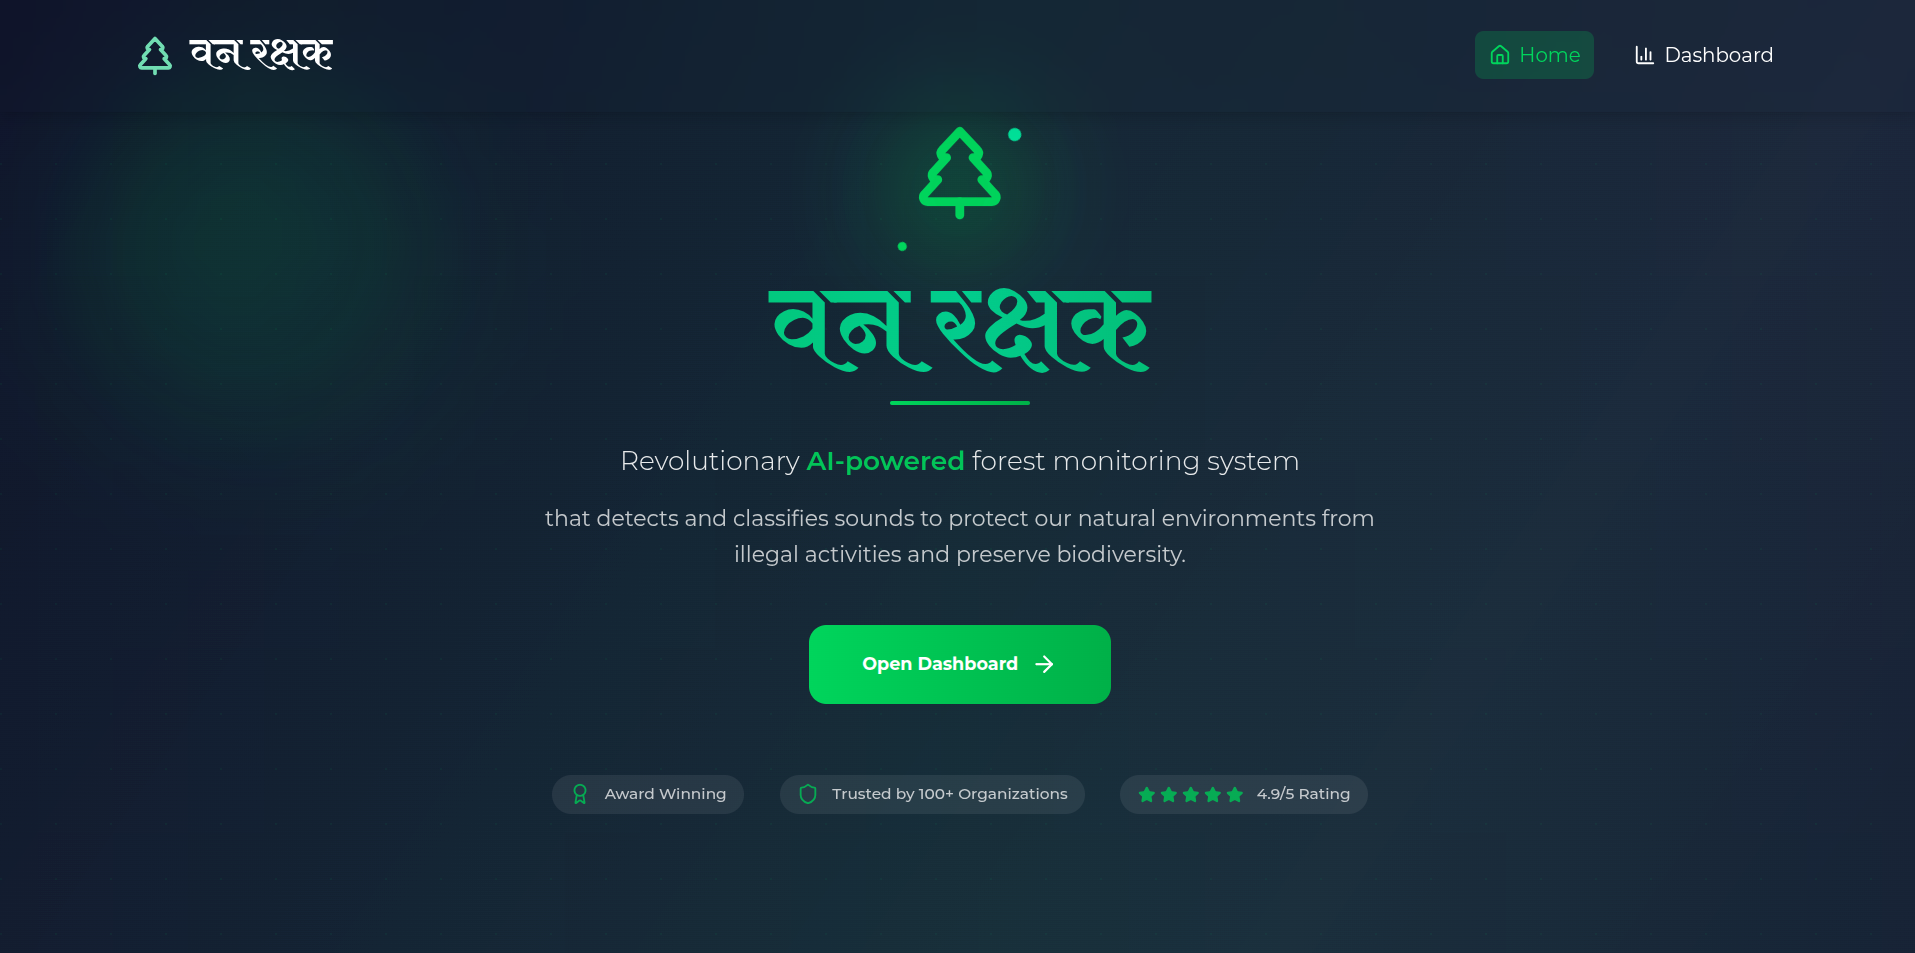 वन रक्षक
Home
Dashboard
वन रक्षक
Revolutionary AI-powered forest monitoring system
that detects and classifies sounds to protect our natural environments from
illegal activities and preserve biodiversity.
Open Dashboard
Award Winning
Trusted by 100+ Organizations
4.9/5 Rating